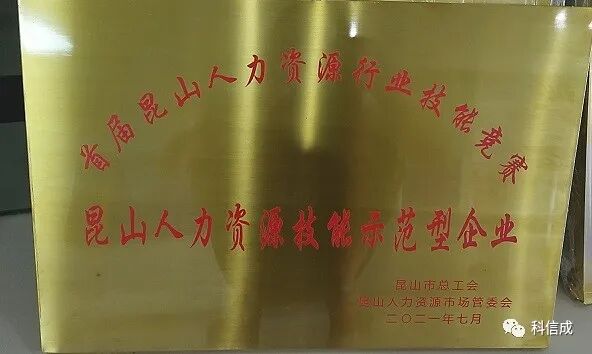 首届昆山人力资源行业技能竞赛
昆山人力资源技能示范型企业
昆山市总工会
昆山人力资源市场管委会
二〇二一年七月
科信成